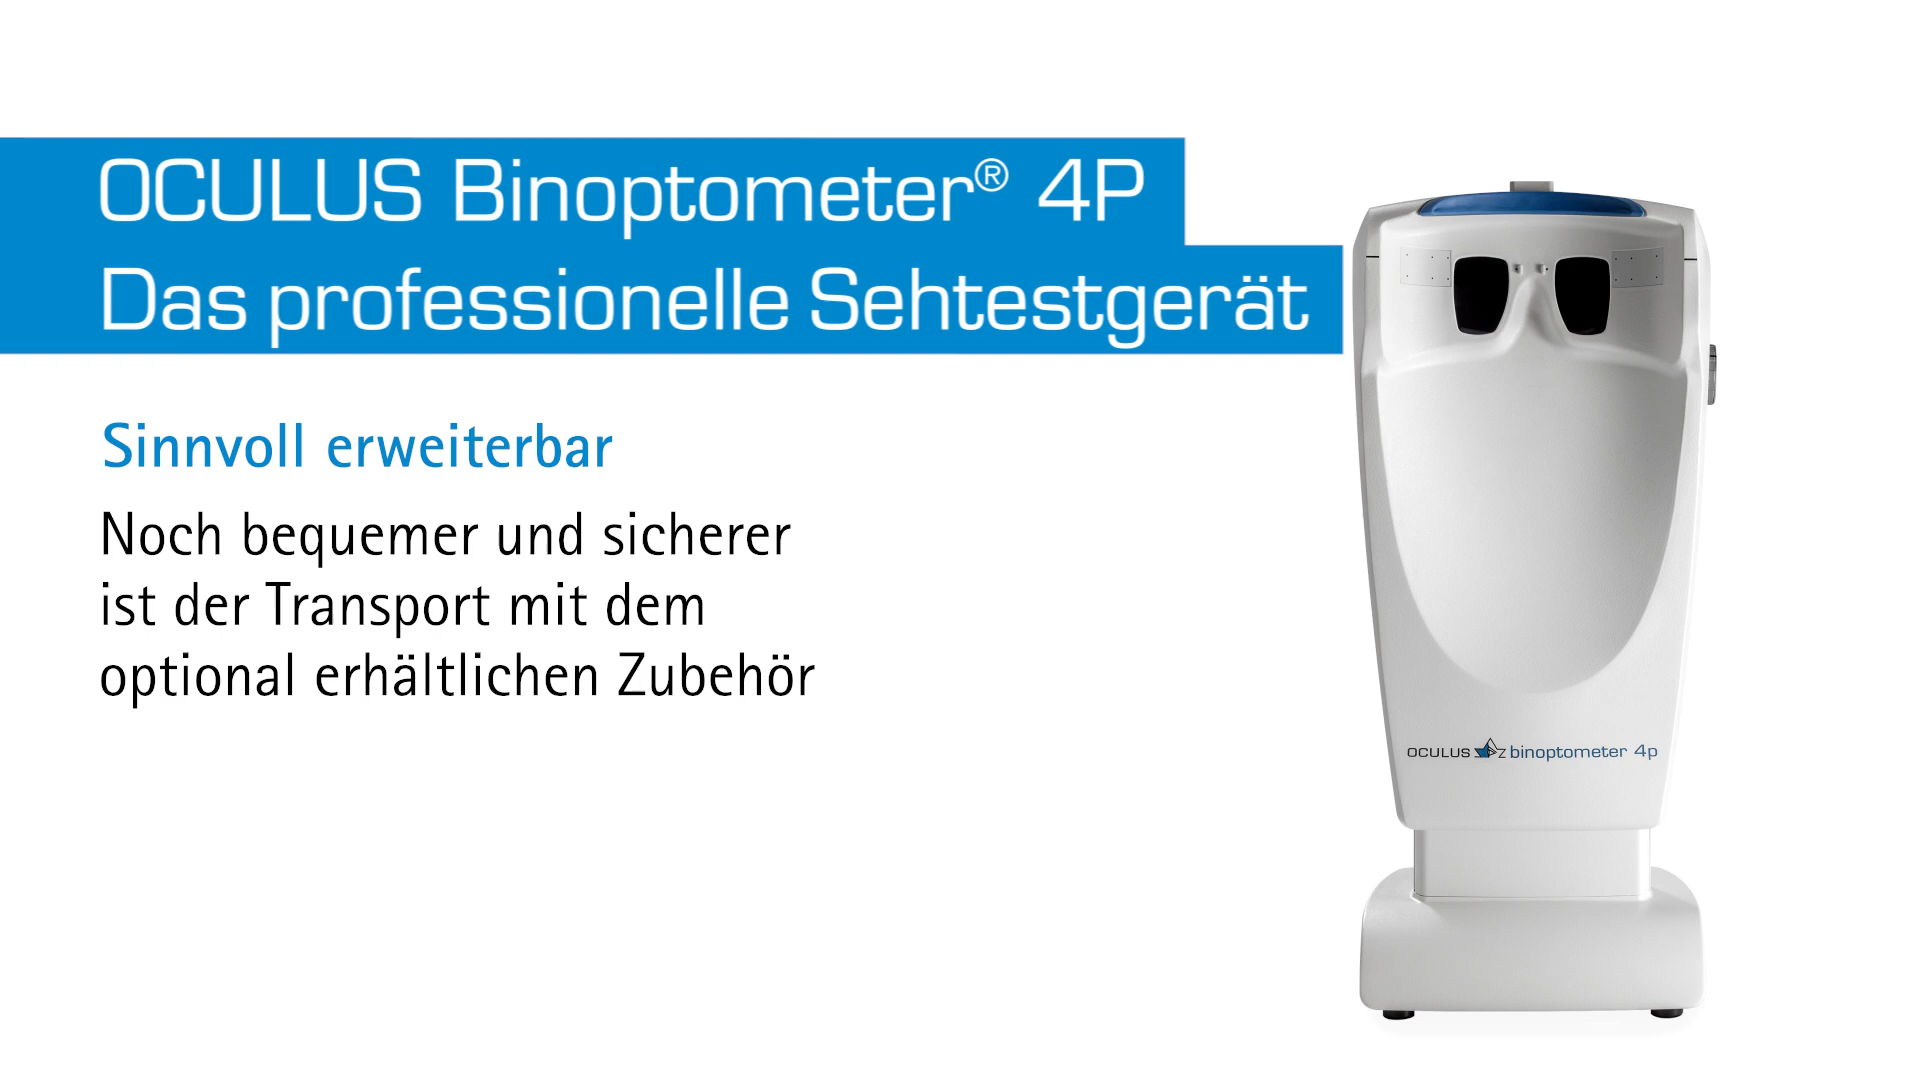 OCULUS Binoptometer® 4P
Das professionelle Sehtestgerät
Sinnvoll erweiterbar
Noch bequemer und sicherer
ist der Transport mit dem
optional erhältlichen Zubehör
OCULUS binoptometer 4p